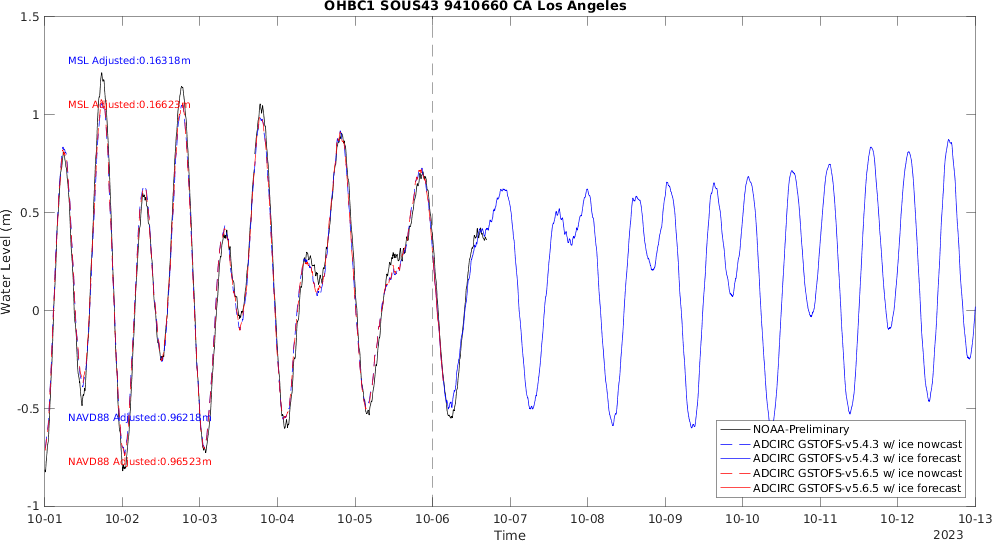 OHBC1 SOUS43 9410660 CA Los Angeles
1.5
1
0.5
0
-0.5
-1
Water Level (m)
MSL Adjusted:0.16318m
MSL Adjusted:0.16623m
NAVD88 Adjusted:0.96218m
NAVD88 Adjusted:0.96523m
NOAA-Preliminary
ADCIRC GSTOFS-v5.4.3 w/ ice nowcast
ADCIRC GSTOFS-v5.4.3 w/ ice forecast
ADCIRC GSTOFS-v5.6.5 w/ ice nowcast
ADCIRC GSTOFS-v5.6.5 w/ ice forecast
10-01 10-02 10-03 10-04 10-05 10-06 10-07 10-08 10-09 10-10 10-11 10-12 10-13
Time
2023